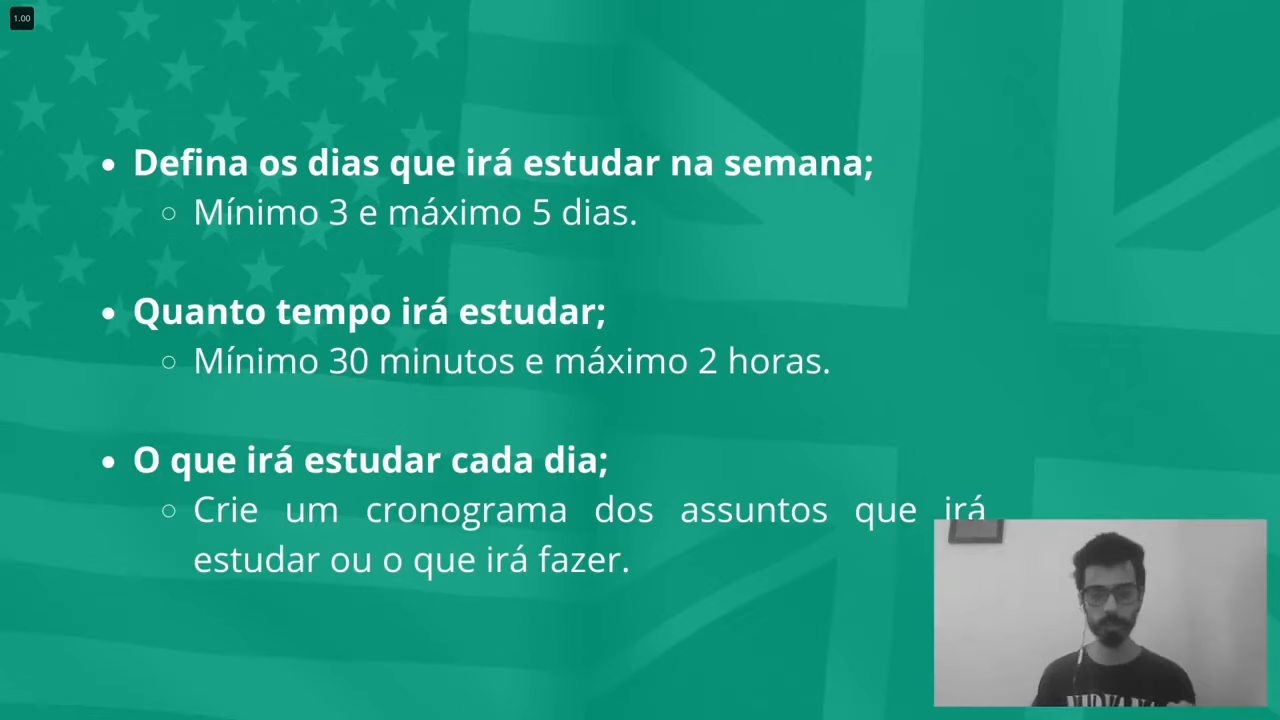 1.00
• Defina os dias que irá estudar na semana;
○ Mínimo 3 e máximo 5 dias.
• Quanto tempo irá estudar;
○ Mínimo 30 minutos e máximo 2 horas.
• O que irá estudar cada dia;
○ Crie um cronograma dos assuntos que irá
estudar ou o que irá fazer.
NIRVANA